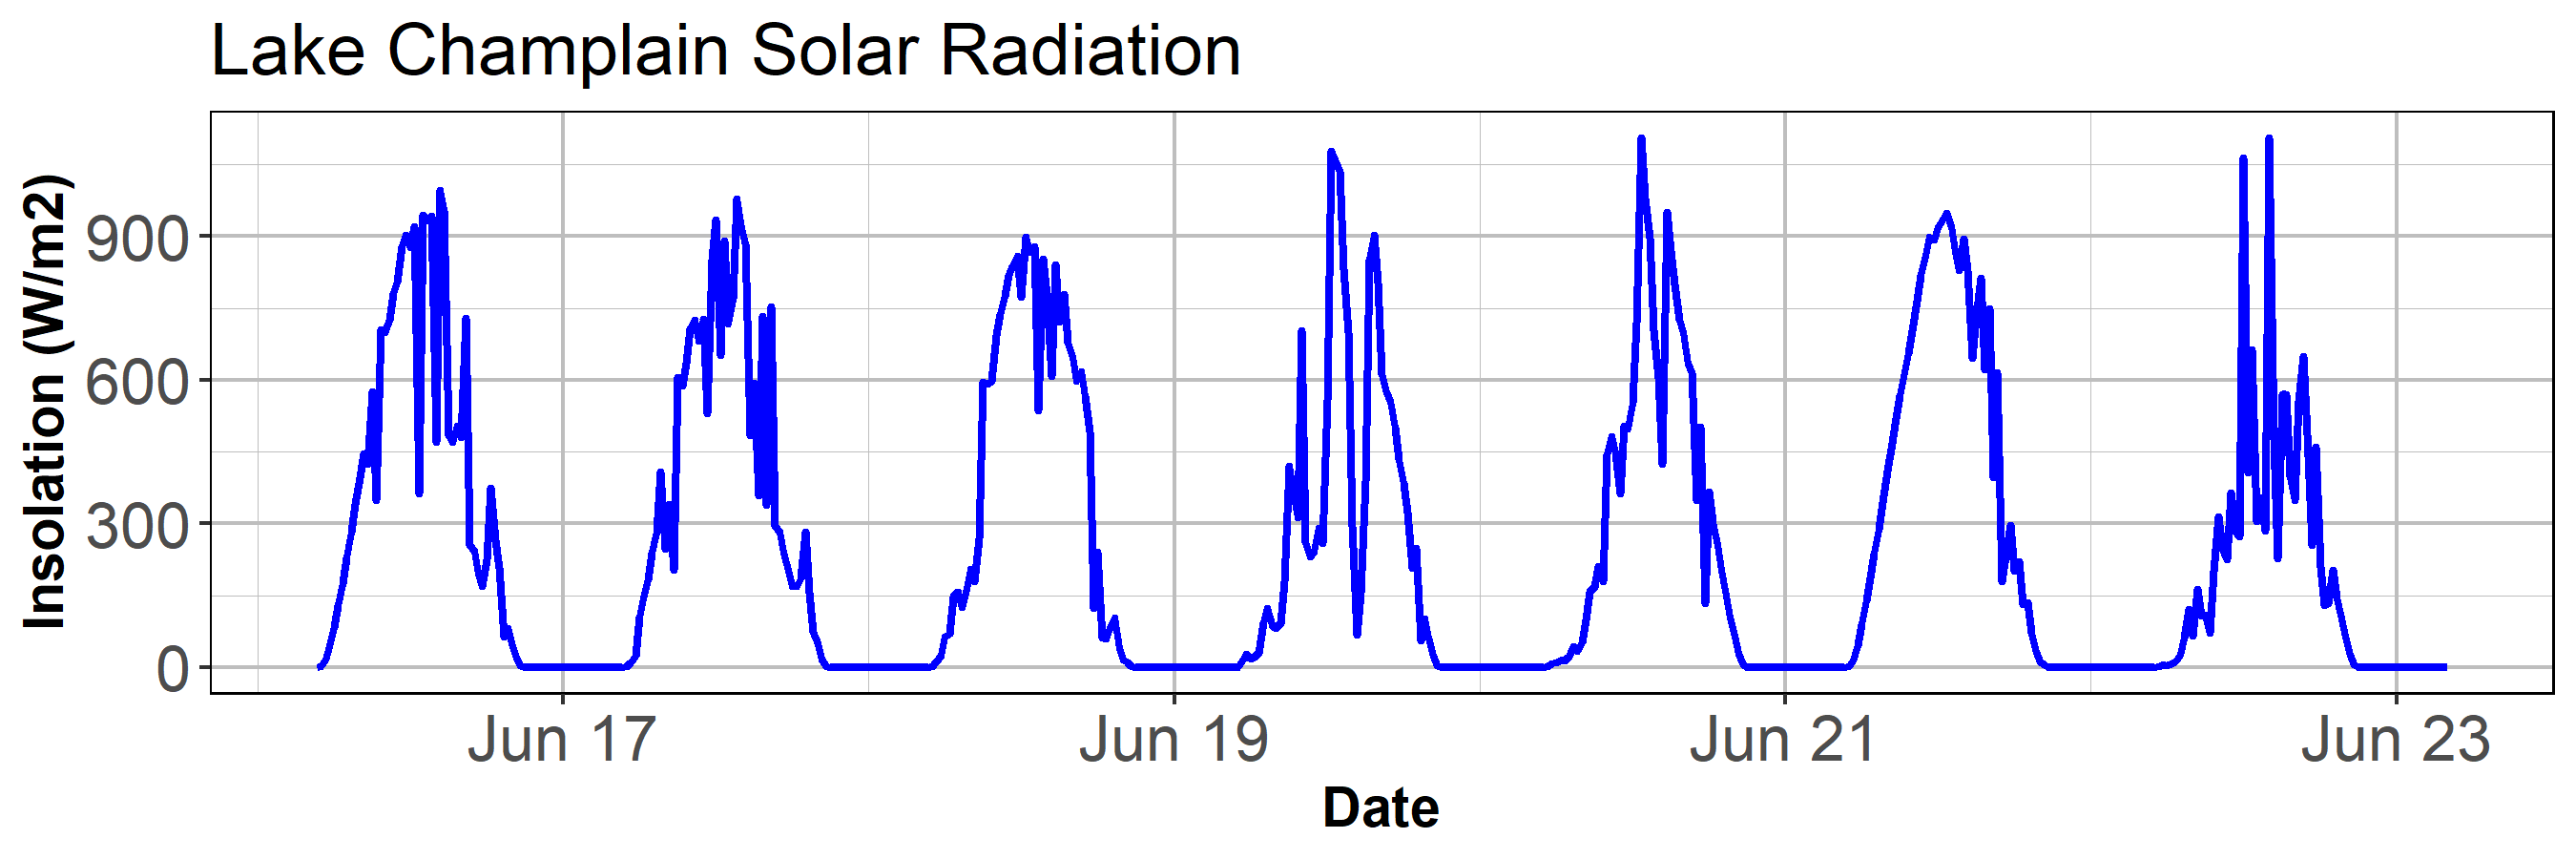 Lake Champlain Solar Radiation
Insolation (W/m2)
900
600
300
0
Jun 17
Jun 19
Jun 21
Jun 23
Date